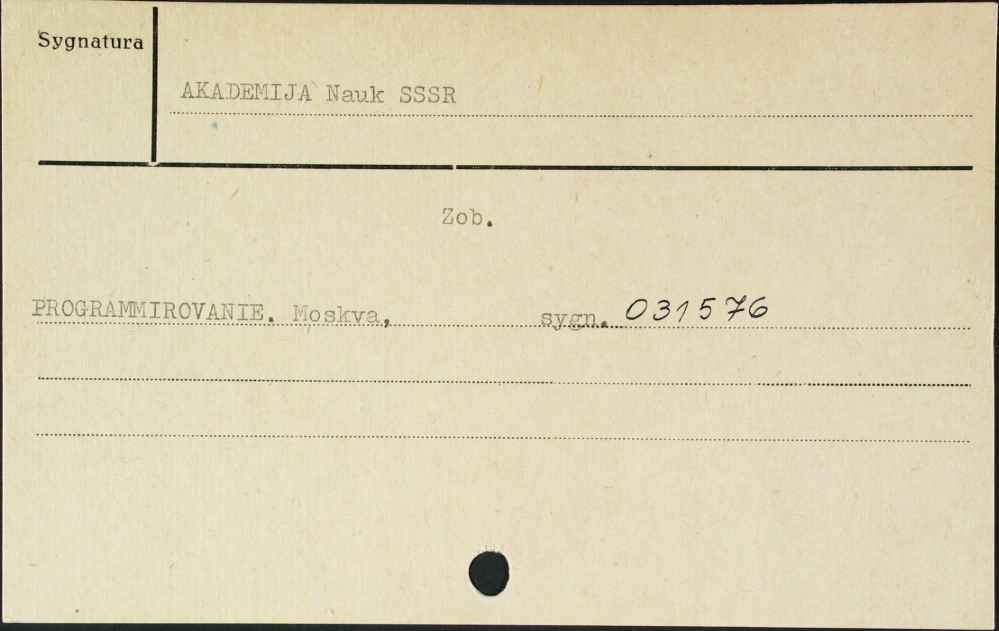 Sygnatura
AKADEMIJA Nauk SSSR
Zob.
PROGRAMMIROVANIE. Moskva, sygn. 031576